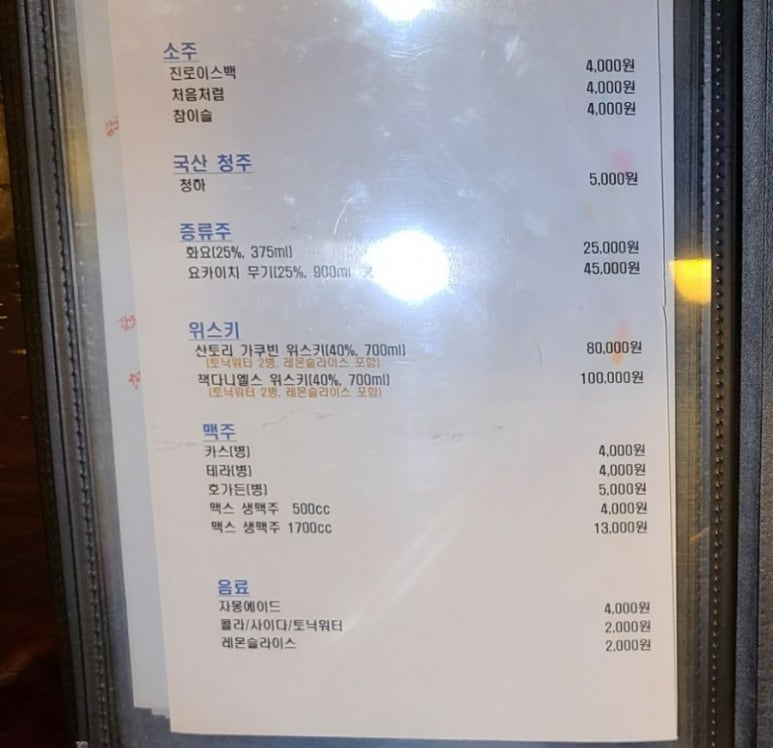 소주
진로이스백 4,000원
처음처럼 4,000원
참이슬 4,000원
국산 청주
청하 5,000원
증류주
화요(25%, 375ml) 25,000원
요카이치 무기(25%, 900ml 45,000원
위스키
산토리 가쿠빈 위스키(40%, 700ml) 80,000원
(토닉워터 2병, 레몬슬라이스 포함)
잭다니엘스 위스키(40%, 700ml) 100,000원
(토닉워터 2병, 레몬슬라이스 포함)
맥주
카스(병) 4,000원
테라(병) 4,000원
호가든(병) 5,000원
맥스 생맥주 500cc 4,000원
맥스 생맥주 1700cc 13,000원
음료
자몽에이드 4,000원
콜라/사이다/토닉워터 2,000원
레몬슬라이스 2,000원